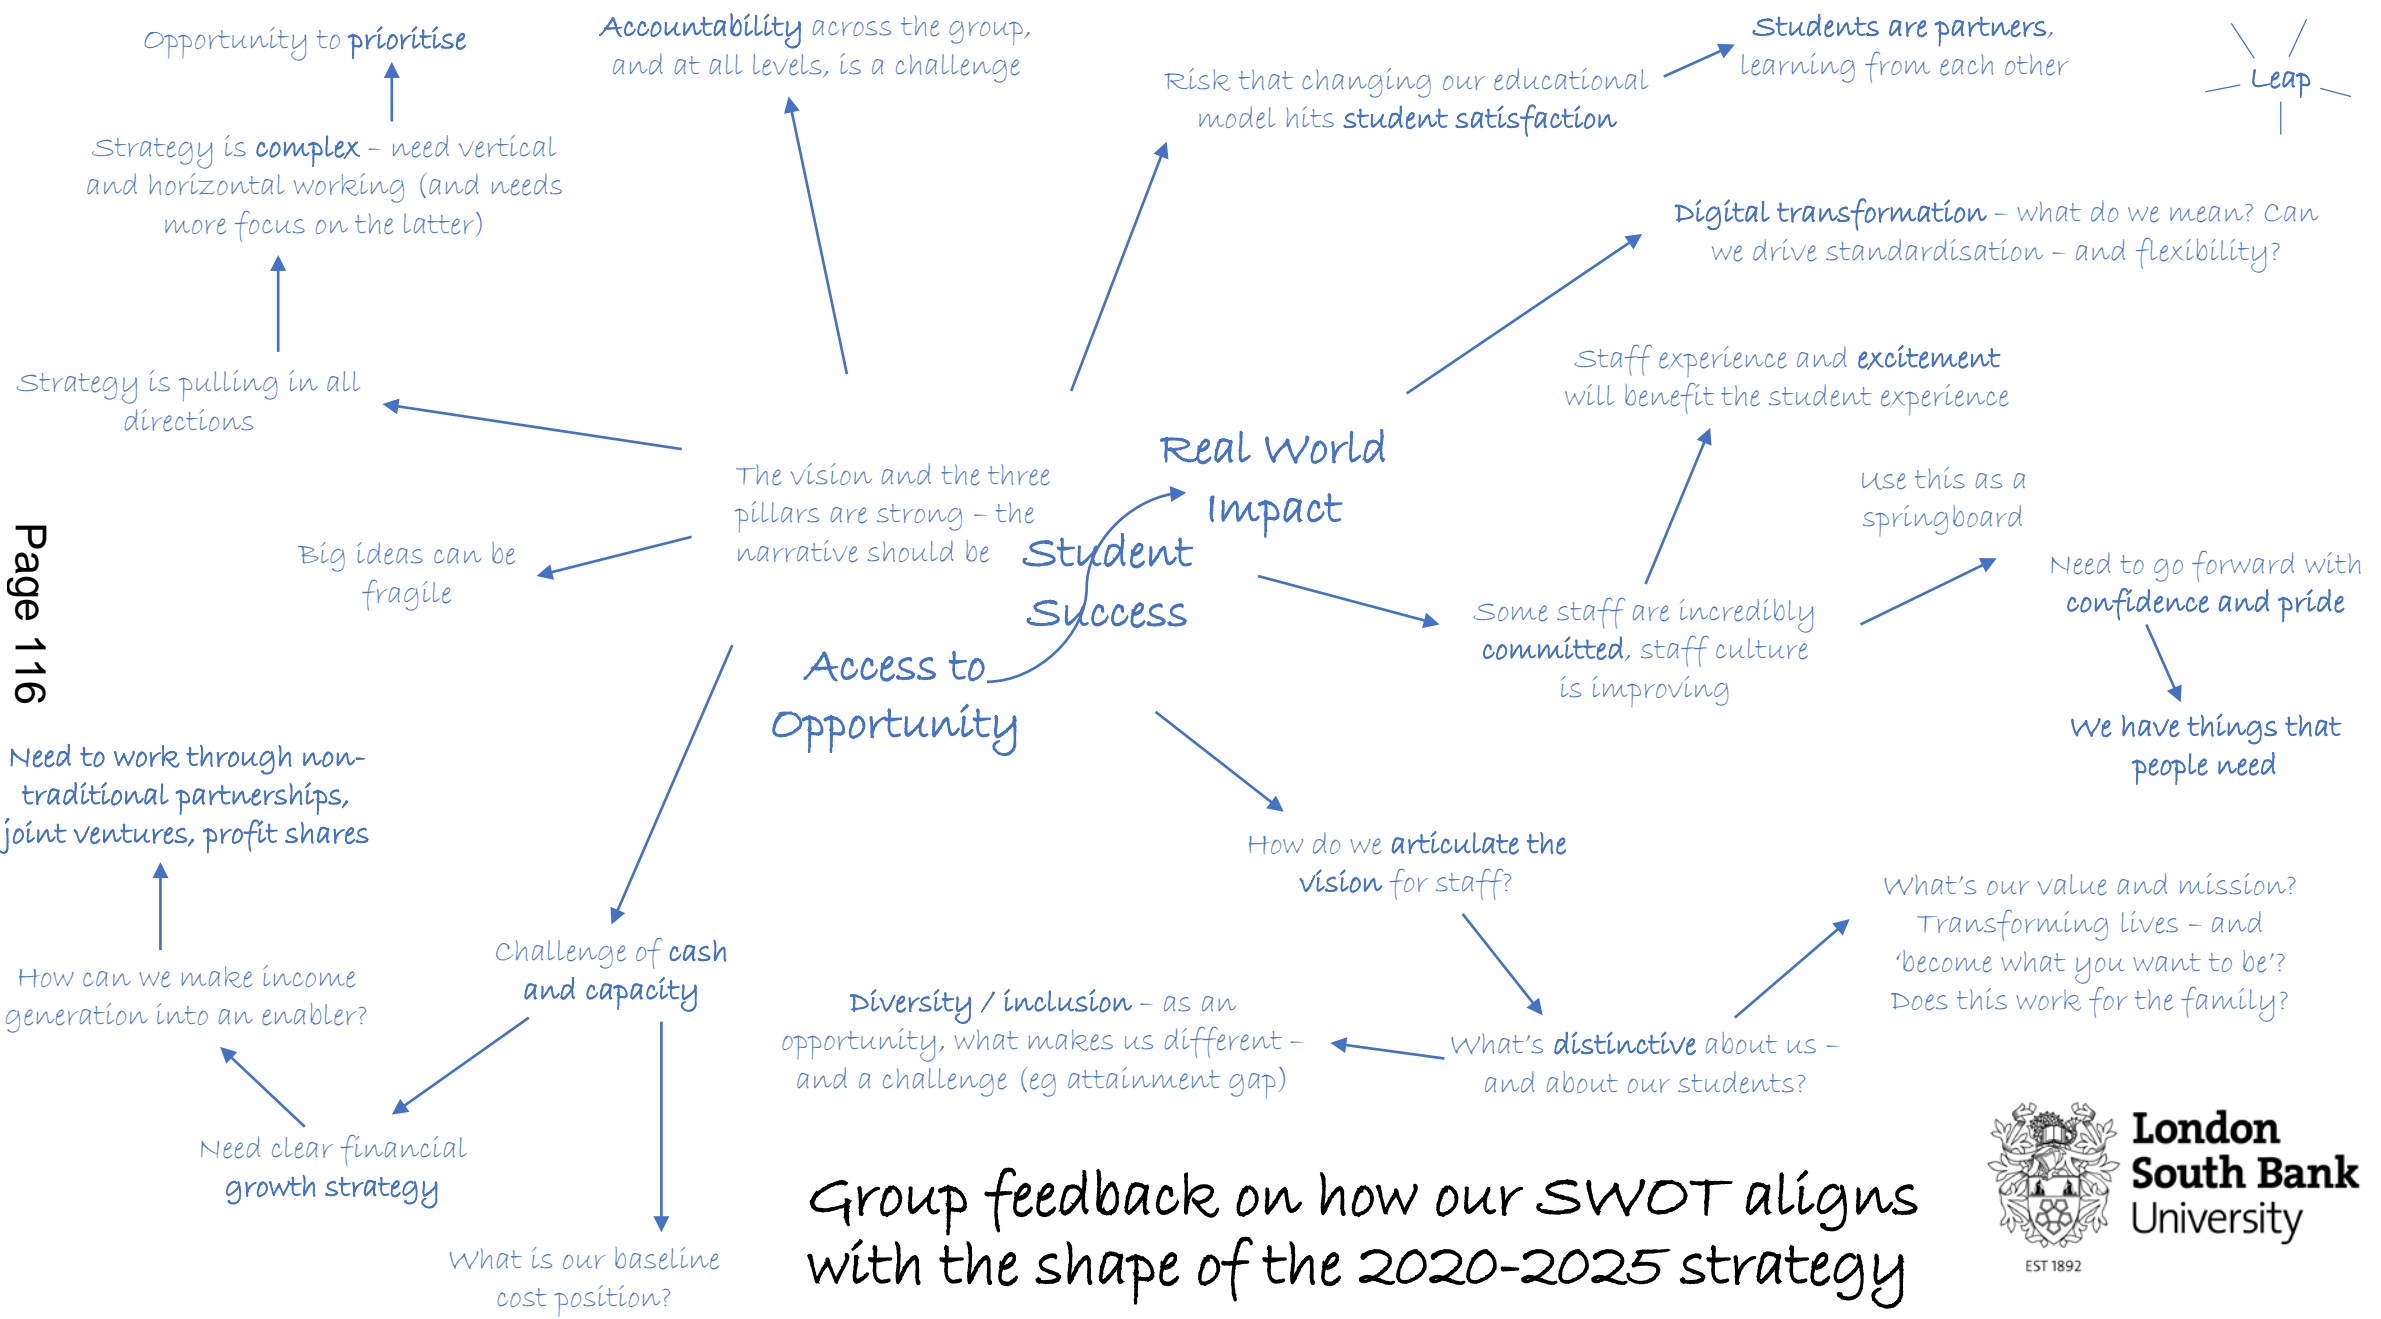 Opportunity to prioritise
Accountability across the group,
and at all levels, is a challenge
Students are partners,
learning from each other
Leap
Risk that changing our educational
model hits student satisfaction
Strategy is complex – need vertical
and horizontal working (and needs
more focus on the latter)
Digital transformation – what do we mean? Can
we drive standardisation – and flexibility?
Strategy is pulling in all
directions
Staff experience and excitement
will benefit the student experience
The vision and the three
pillars are strong – the
narrative should be
Real World
Impact
Student
Success
Access to
Opportunity
Use this as a
springboard
Big ideas can be
fragile
Page 116
Need to go forward with
confidence and pride
Some staff are incredibly
committed, staff culture
is improving
We have things that
people need
Need to work through non-
traditional partnerships,
joint ventures, profit shares
How do we articulate the
vision for staff?
What's our value and mission?
Transforming lives – and
'become what you want to be'?
Does this work for the family?
Challenge of cash
and capacity
How can we make income
generation into an enabler?
Diversity / inclusion – as an
opportunity, what makes us different –
and a challenge (eg attainment gap)
What's distinctive about us –
and about our students?
Need clear financial
growth strategy
What is our baseline
cost position?
Group feedback on how our SWOT aligns
with the shape of the 2020-2025 strategy
London
South Bank
University
EST 1892